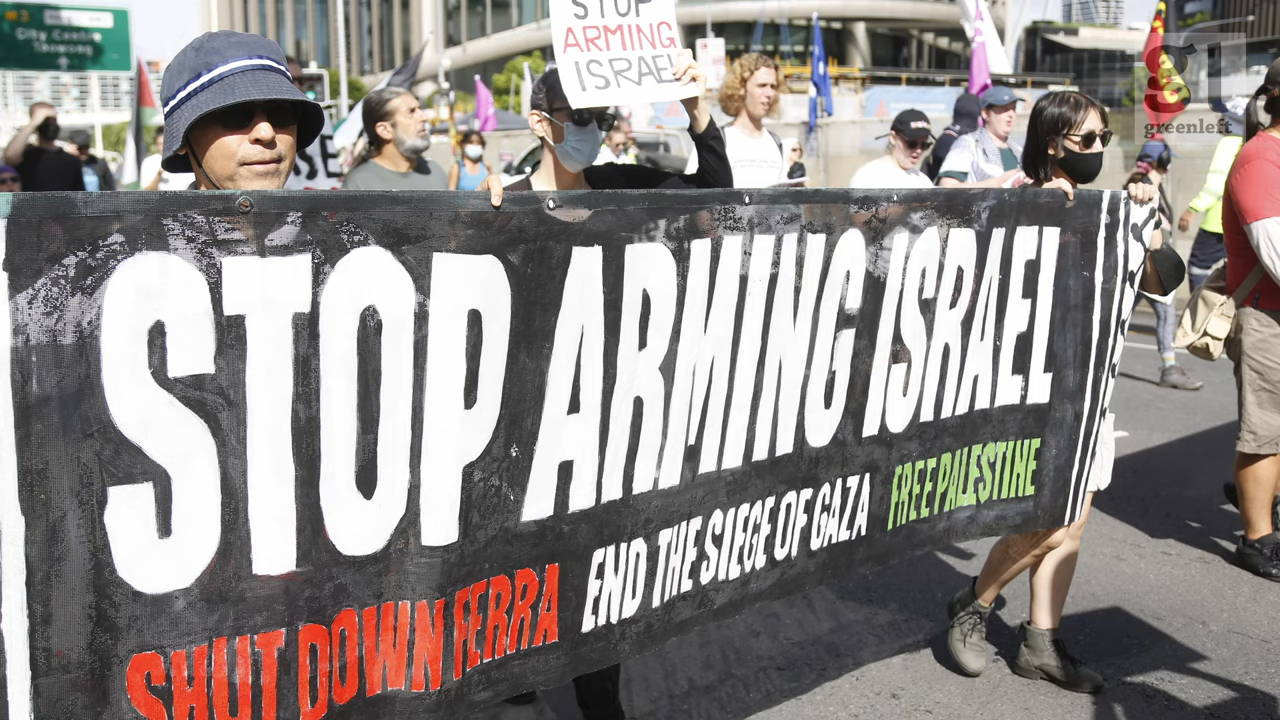 City Centre
Toowong
STOP
ARMING
ISRAEL
greenleft
STOP ARMING ISRAEL
SHUT DOWN FERRA
END THE SIEGE OF GAZA
FREE PALESTINE